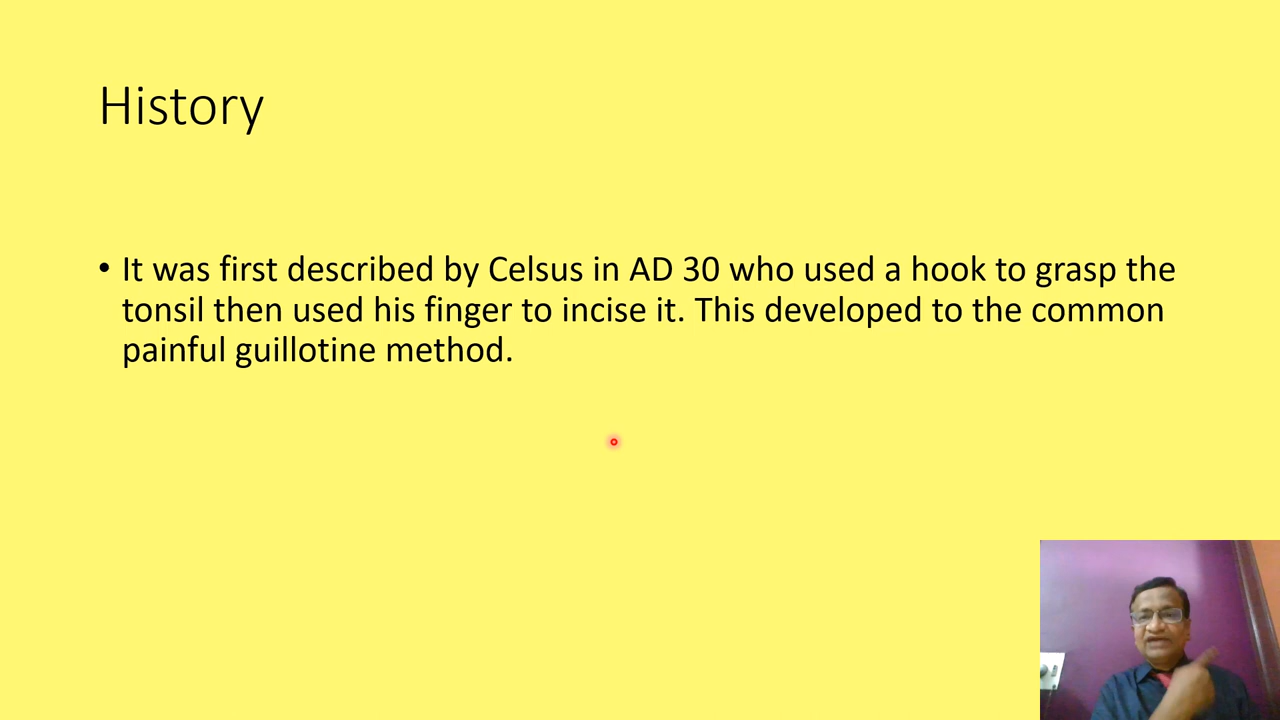 History
• It was first described by Celsus in AD 30 who used a hook to grasp the
tonsil then used his finger to incise it. This developed to the common
painful guillotine method.